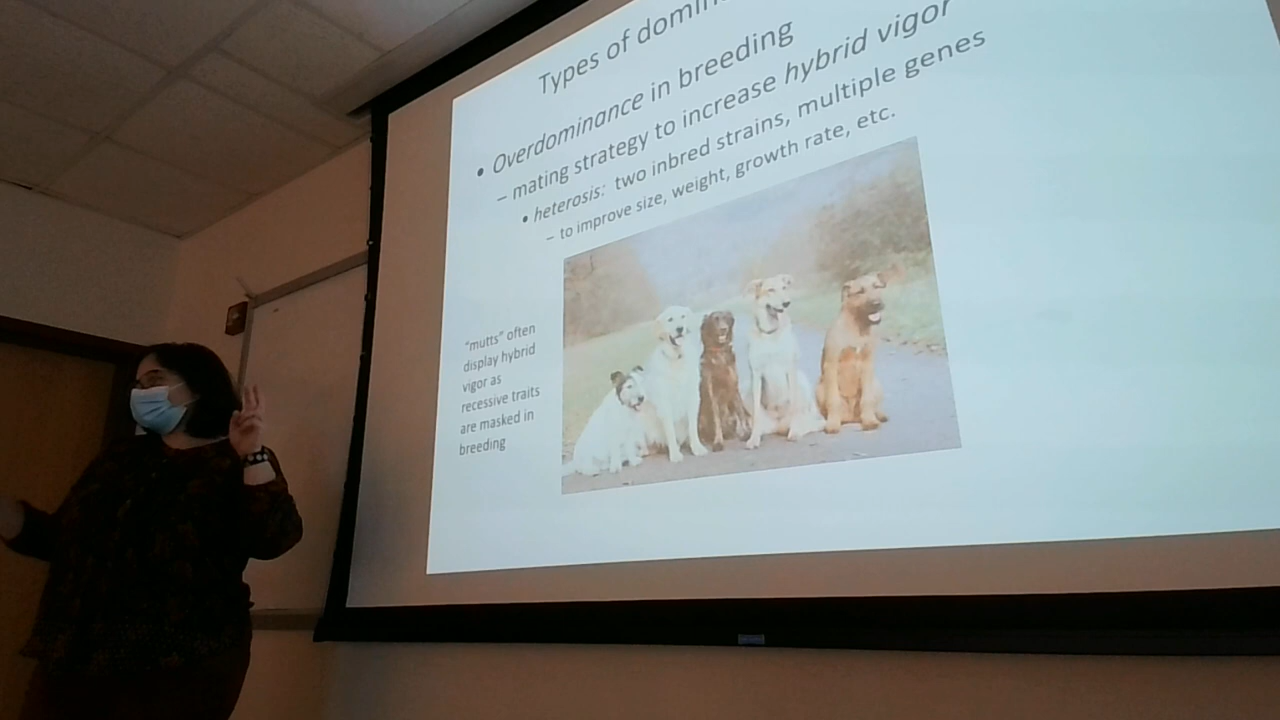 Types of domin
• Overdominance in breeding
– mating strategy to increase hybrid vigor
• heterosis: two inbred strains, multiple genes
– to improve size, weight, growth rate, etc.
"mutts" often
display hybrid
vigor as
recessive traits
are masked in
breeding